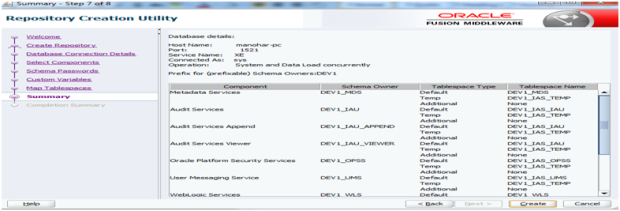 Summary - Step 7 of 8
Repository Creation Utility
ORACLE
FUSION MIDDLEWARE
Welcome
Create Repository
Database Connection Details
Select Components
Schema Passwords
Custom Variables
Map Tablespaces
Summary
Completion Summary
Database details:
Host Name: manohar-pc
Port: 1521
Service Name: XE
Connected As: sys
Operation: System and Data Load concurrently
Prefix for (prefixable) Schema Owners:DEV1
Component Schema Owner Tablespace Type Tablespace Name
Metadata Services DEV1_MDS Default DEV1_MDS
Temp DEV1_IAS_TEMP
Additional None
Audit Services DEV1_IAU Default DEV1_IAS_IAU
Temp DEV1_IAS_TEMP
Additional None
Audit Services Append DEV1_IAU_APPEND Default DEV1_IAS_IAU
Temp DEV1_IAS_TEMP
Additional None
Audit Services Viewer DEV1_IAU_VIEWER Default DEV1_IAS_IAU
Temp DEV1_IAS_TEMP
Additional None
Oracle Platform Security Services DEV1_OPSS Default DEV1_IAS_OPSS
Temp DEV1_IAS_TEMP
Additional None
User Messaging Service DEV1_UMS Default DEV1_IAS_UMS
Temp DEV1_IAS_TEMP
Additional None
WebLogic Services DEV1_WLS Default DEV1_WLS
Help
< Back
Next >
Create
Cancel